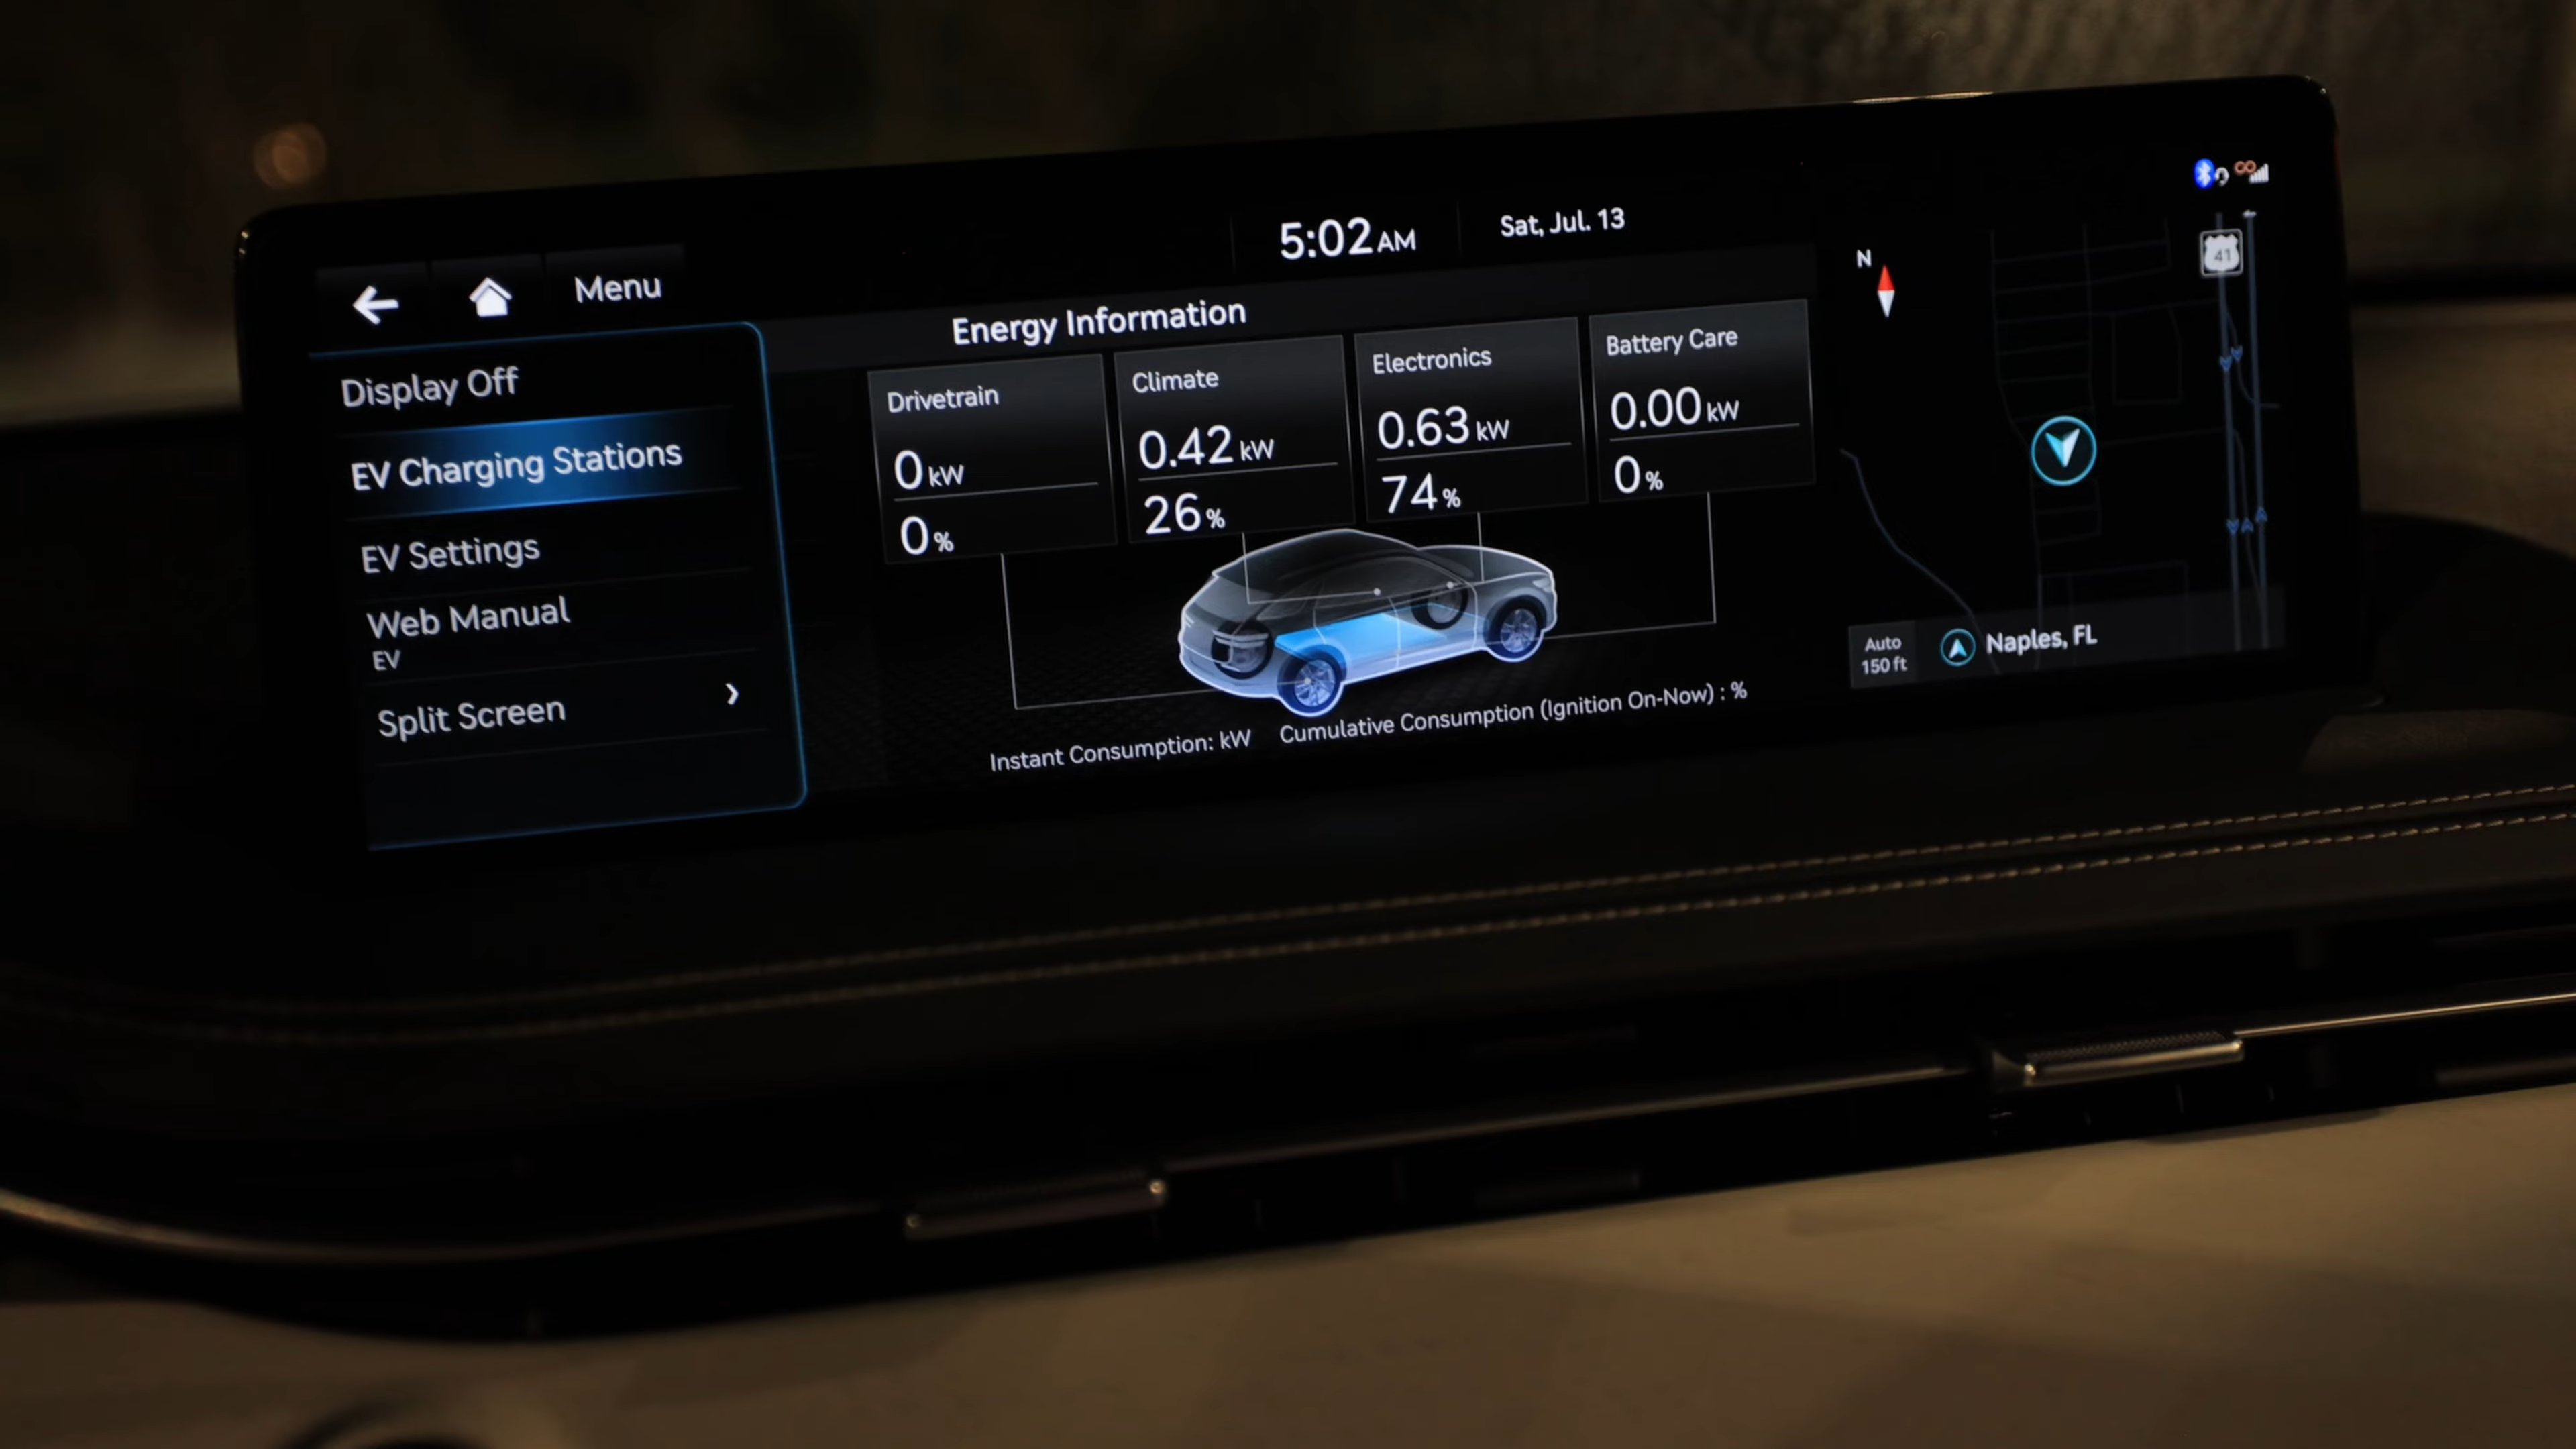 5:02 AM
Sat, Jul. 13
Menu
Display Off
EV Charging Stations
EV Settings
Web Manual
EV
Split Screen
Energy Information
Drivetrain
0 kW
0 %
Climate
0.42 kW
26 %
Electronics
0.63 kW
74 %
Battery Care
0.00 kW
0 %
Instant Consumption: kW Cumulative Consumption (Ignition On-Now) : %
N
41
Auto
150 ft
Naples, FL